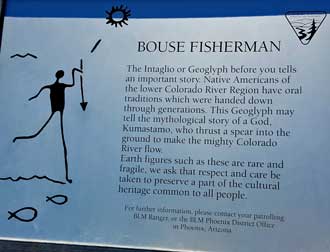 BOUSE FISHERMAN
The Intaglio or Geoglyph before you tells
an important story. Native Americans of
the lower Colorado River Region have oral
traditions which were handed down
through generations. This Geoglyph may
tell the mythological story of a God,
Kumastamo, who thrust a spear into the
ground to make the mighty Colorado
River flow.
Earth figures such as these are rare and
fragile, we ask that respect and care be
taken to preserve a part of the cultural
heritage common to all people.
For further information, please contact your patrolling
BLM Ranger, or the BLM Phoenix District Office
in Phoenix, Arizona.